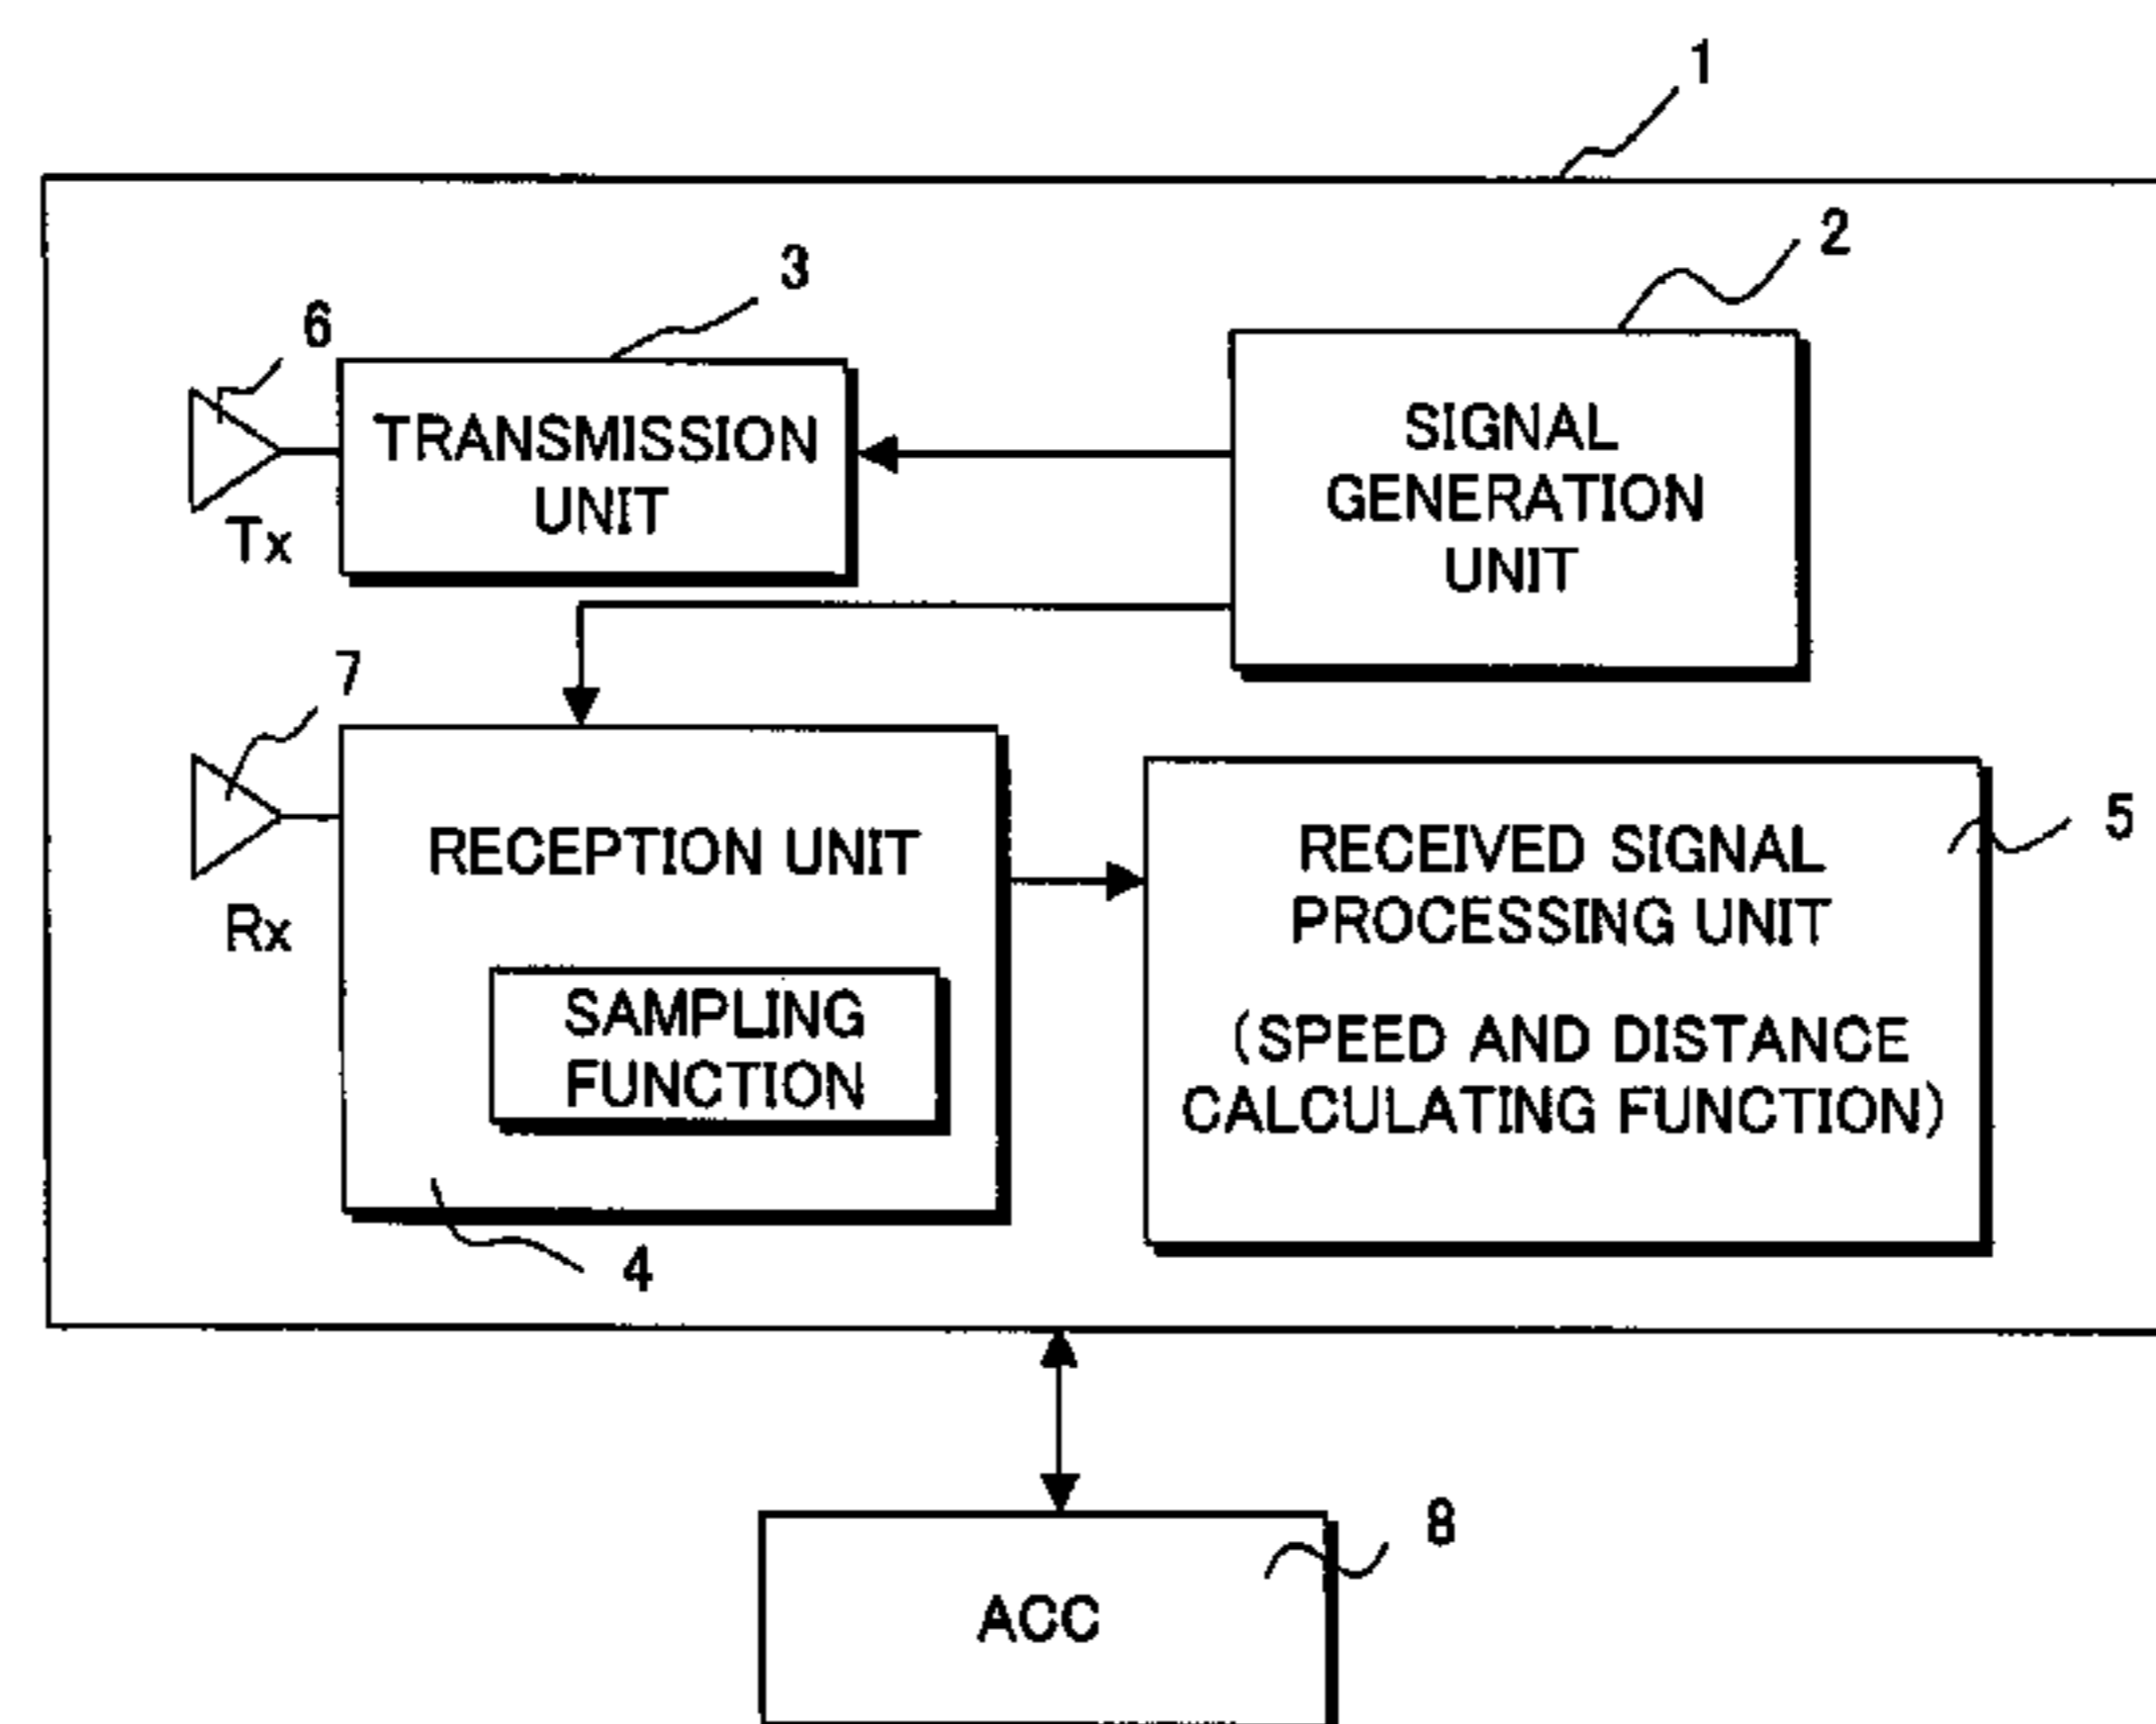 1
2
3
6
TRANSMISSION
UNIT
SIGNAL
GENERATION
UNIT
Tx
7
RECEPTION UNIT
RECEIVED SIGNAL
PROCESSING UNIT
5
Rx
SAMPLING
FUNCTION
(SPEED AND DISTANCE
CALCULATING FUNCTION)
4
8
ACC